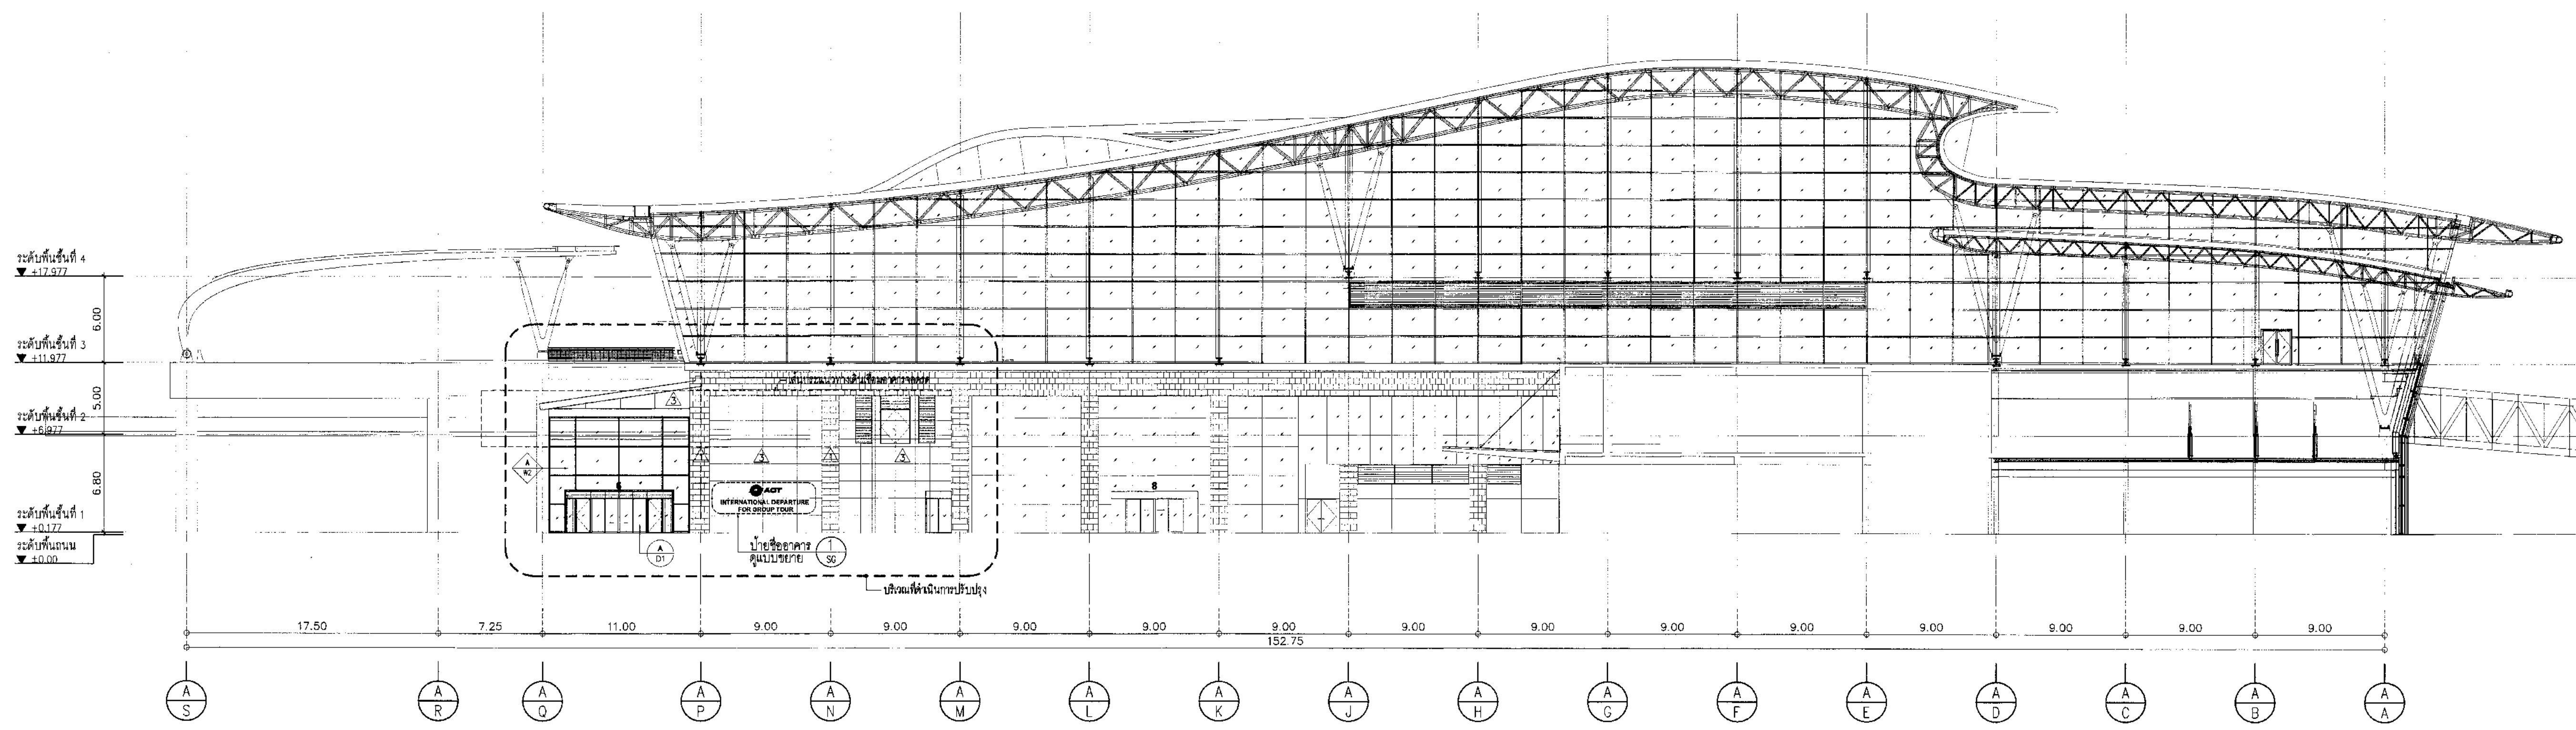 ระดับพื้นชั้นที่ 4
+17.977
6.00
ระดับพื้นชั้นที่ 3
+11.977
5.00
ระดับพื้นชั้นที่ 2
+6.977
6.80
ระดับพื้นชั้นที่ 1
+0.177
ระดับพื้นถนน
±0.00
3
A
W2
3
3
6
AOT
INTERNATIONAL DEPARTURE
FOR GROUP TOUR
8
A
D1
ป้ายชื่ออาคาร
ดูแบบขยาย
1
SG
บริเวณที่ดำเนินการปรับปรุง
17.50 7.25 11.00 9.00 9.00 9.00 9.00 9.00 9.00 9.00 9.00 9.00 9.00 9.00 9.00 9.00
152.75
A A A A A A A A A A A A A A A A A
S R Q P N M L K J H G F E D C B A